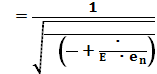 = 1 / √(− + · / E · eₙ)